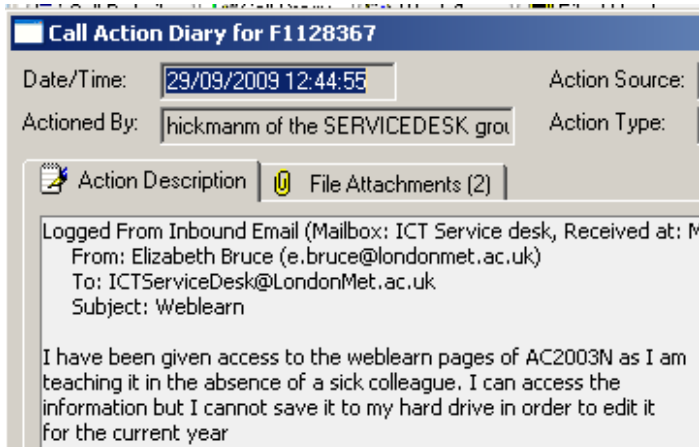 Call Action Diary for F1128367
Date/Time: 29/09/2009 12:44:55 Action Source:
Actioned By: hickmanm of the SERVICEDESK Action Type:
Action Description File Attachments (2)
Logged From Inbound Email (Mailbox: ICT Service desk, Received at:
From: Elizabeth Bruce (e.bruce@londonmet.ac.uk)
To: ICTServiceDesk@LondonMet.ac.uk
Subject: Weblearn
I have been given access to the weblearn pages of AC2003N as I am
teaching it in the absence of a sick colleague. I can access the
information but I cannot save it to my hard drive in order to edit it
for the current year